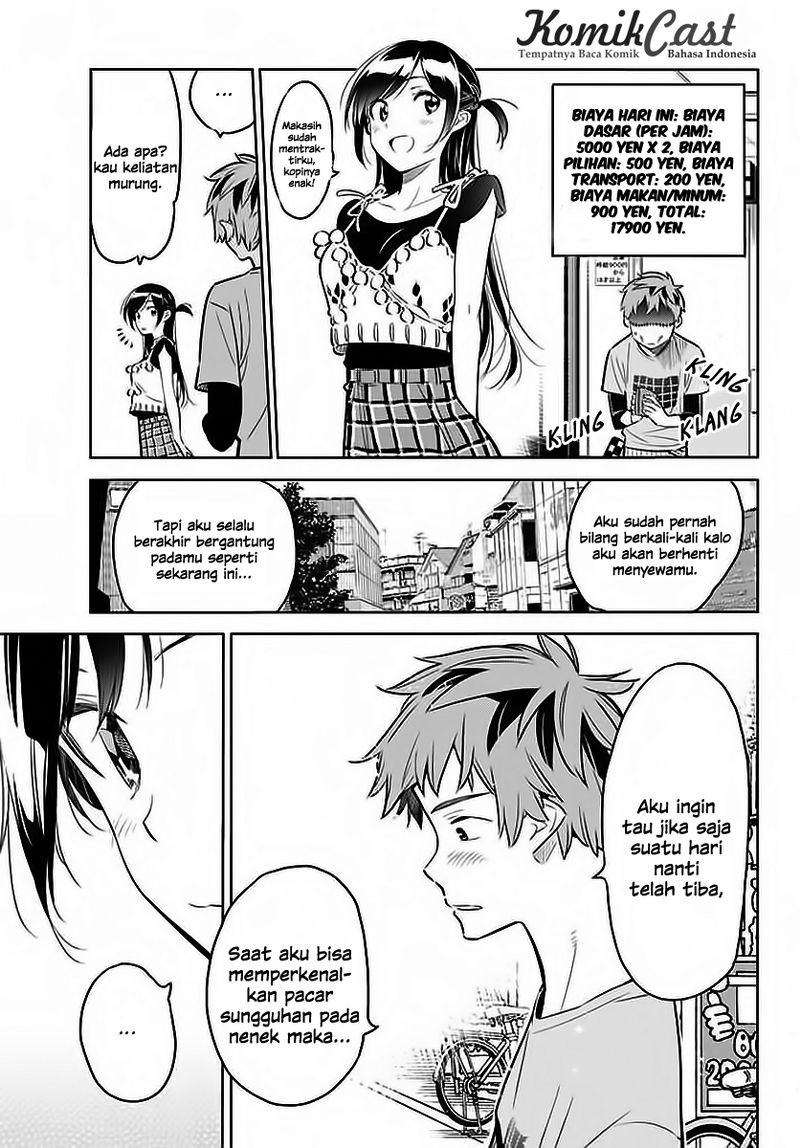 KomikCast
Tempatnya Baca Komik Bahasa Indonesia
BIAYA HARI INI: BIAYA
DASAR (PER JAM):
5000 YEN X 2, BIAYA
PILIHAN: 500 YEN, BIAYA
TRANSPORT: 200 YEN,
BIAYA MAKAN/MINUM:
900 YEN, TOTAL:
17900 YEN.
KLING
KLING
KLANG
Makasih
sudah
mentrak-
tirku,
kopinya
enak!
...
Ada apa?
kau keliatan
murung.
Aku sudah pernah
bilang berkali-kali kalo
aku akan berhenti
menyewamu.
Tapi aku selalu
berakhir bergantung
padamu seperti
sekarang ini...
Aku ingin
tau jika saja
suatu hari
nanti
telah tiba,
Saat aku bisa
memperkenal-
kan pacar
sungguhan pada
nenek maka...
...